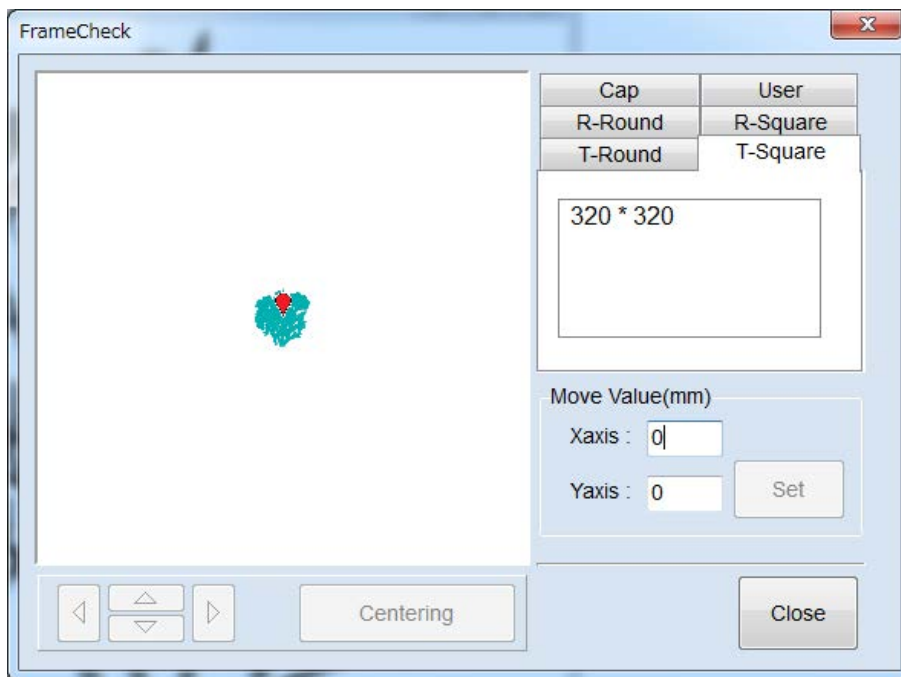 FrameCheck
Cap
User
R-Round
R-Square
T-Round
T-Square
320 * 320
Move Value(mm)
Xaxis : 0
Yaxis : 0
Set
Centering
Close